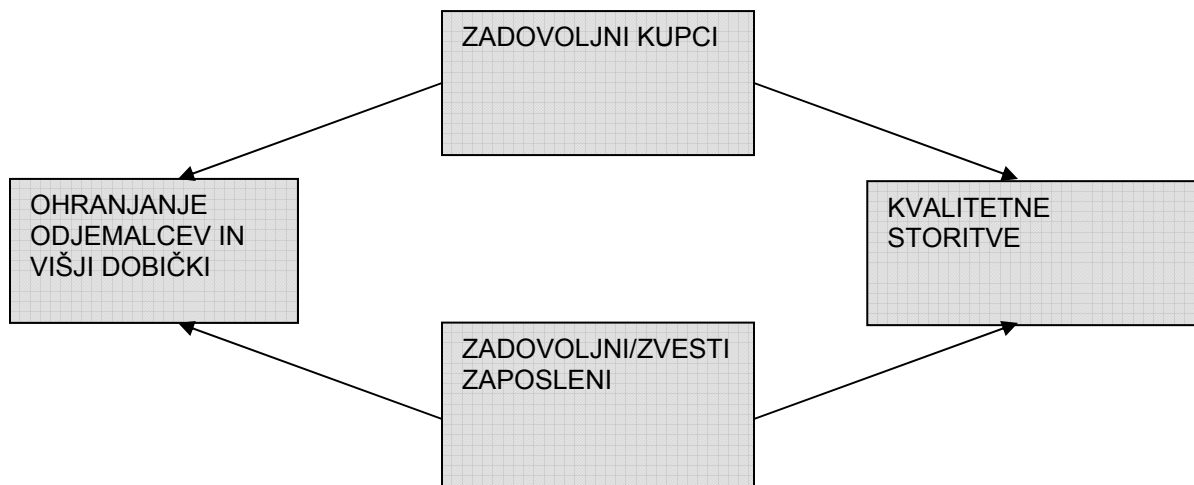 ZADOVOLJNI KUPCI
OHRANJANJE
ODJEMALCEV IN
VIŠJI DOBIČKI
KVALITETNE
STORITVE
ZADOVOLJNI/ZVESTI
ZAPOSLENI